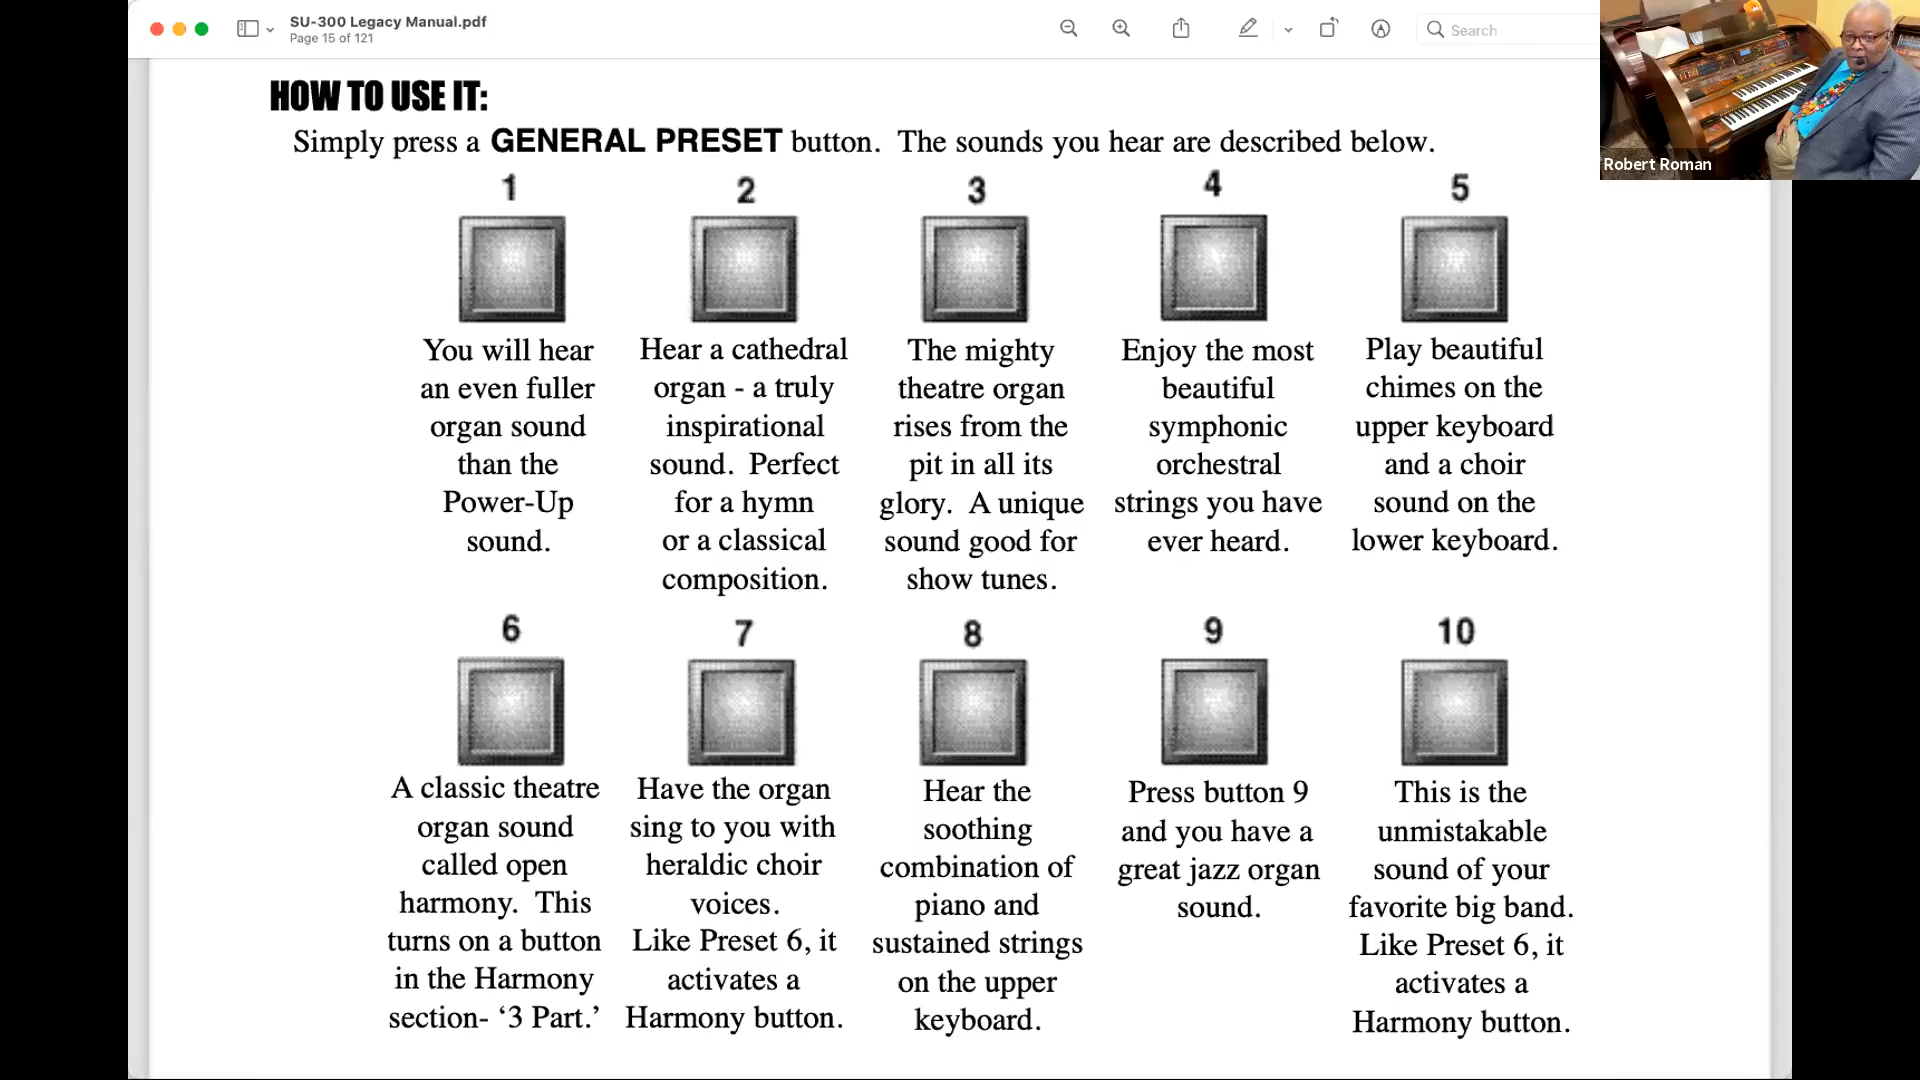 SU-300 Legacy Manual.pdf
Page 15 of 121
Search
Robert Roman
HOW TO USE IT:
Simply press a GENERAL PRESET button. The sounds you hear are described below.
1
You will hear
an even fuller
organ sound
than the
Power-Up
sound.
2
Hear a cathedral
organ - a truly
inspirational
sound. Perfect
for a hymn
or a classical
composition.
3
The mighty
theatre organ
rises from the
pit in all its
glory. A unique
sound good for
show tunes.
4
Enjoy the most
beautiful
symphonic
orchestral
strings you have
ever heard.
5
Play beautiful
chimes on the
upper keyboard
and a choir
sound on the
lower keyboard.
6
A classic theatre
organ sound
called open
harmony. This
turns on a button
in the Harmony
section- ‘3 Part.’
7
Have the organ
sing to you with
heraldic choir
voices.
Like Preset 6, it
activates a
Harmony button.
8
Hear the
soothing
combination of
piano and
sustained strings
on the upper
keyboard.
9
Press button 9
and you have a
great jazz organ
sound.
10
This is the
unmistakable
sound of your
favorite big band.
Like Preset 6, it
activates a
Harmony button.